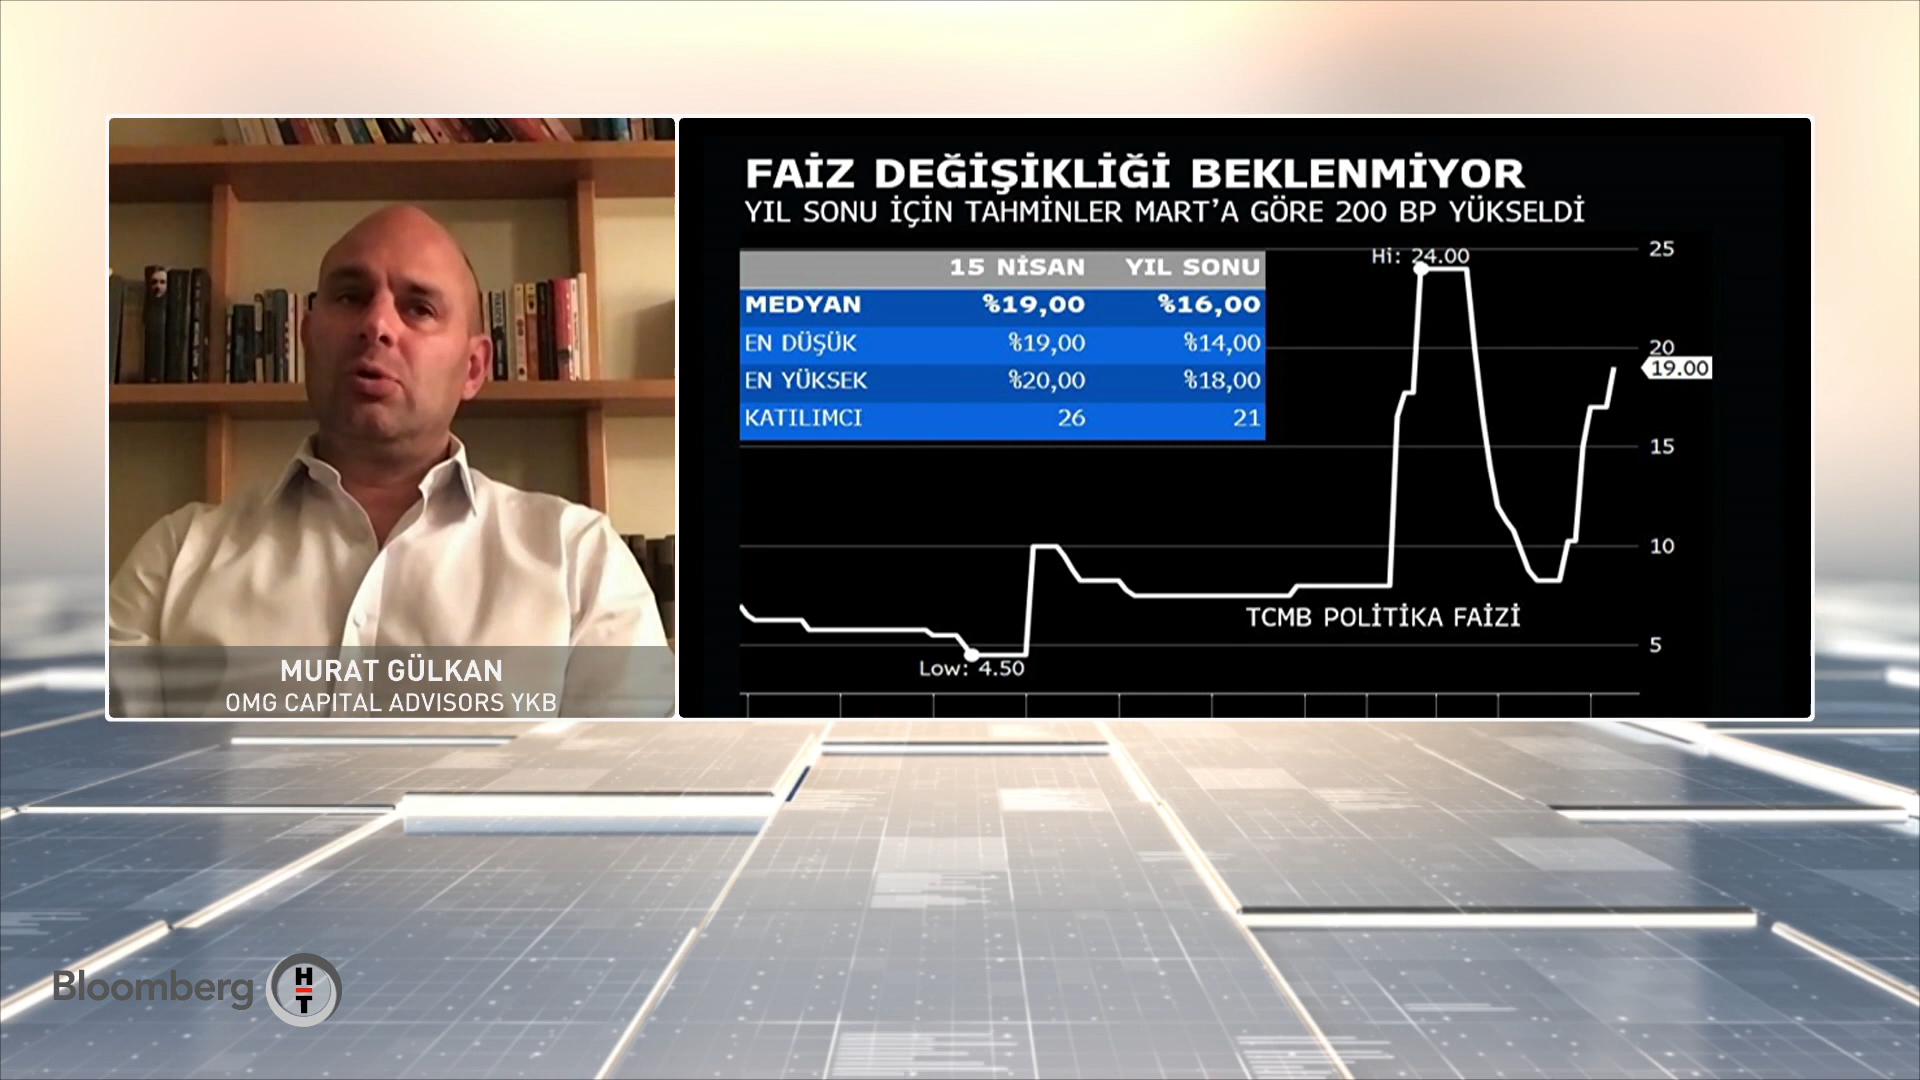 FAİZ DEĞİŞİKLİĞİ BEKLENMİYOR
YIL SONU İÇİN TAHMİNLER MART'A GÖRE 200 BP YÜKSELDİ
15 NİSAN YIL SONU
MEDYAN %19,00 %16,00
EN DÜŞÜK %19,00 %14,00
EN YÜKSEK %20,00 %18,00
KATILIMCI 26 21
Hi: 24.00
25
20
19.00
15
10
5
TCMB POLİTİKA FAİZİ
Low: 4.50
MURAT GÜLKAN
OMG CAPITAL ADVISORS YKB
Bloomberg HT